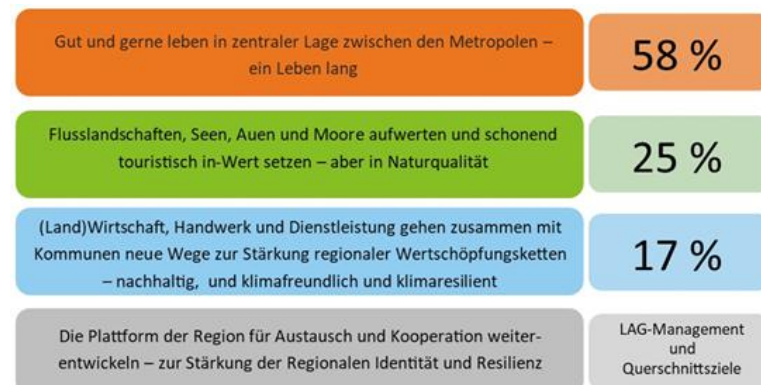 Gut und gerne leben in zentraler Lage zwischen den Metropolen –
ein Leben lang
58 %
Flusslandschaften, Seen, Auen und Moore aufwerten und schonend
touristisch in-Wert setzen – aber in Naturqualität
25 %
(Land)Wirtschaft, Handwerk und Dienstleistung gehen zusammen mit
Kommunen neue Wege zur Stärkung regionaler Wertschöpfungsketten
– nachhaltig,  und klimafreundlich und klimaresilient
17 %
Die Plattform der Region für Austausch und Kooperation weiter-
entwickeln – zur Stärkung der Regionalen Identität und Resilienz
LAG-Management
und
Querschnittsziele